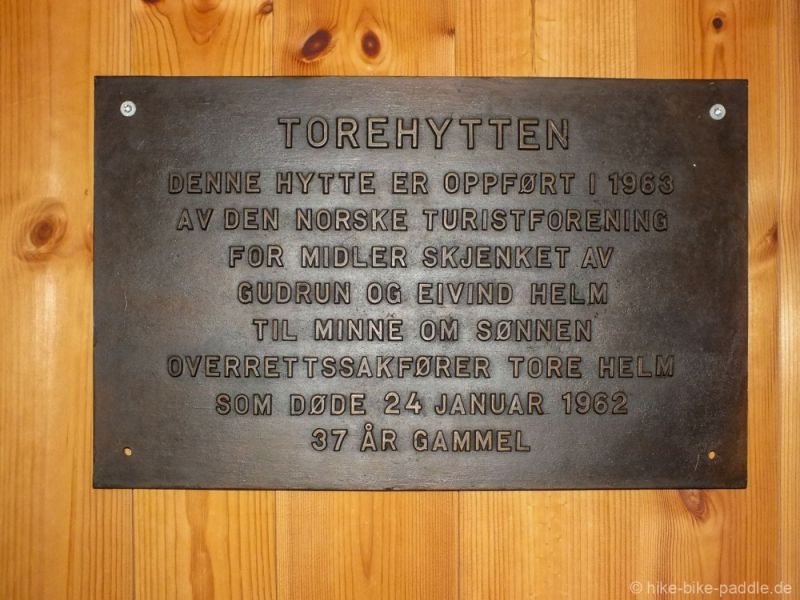 TOREHYTTEN
DENNE HYTTE ER OPPFØRT I 1963
AV DEN NORSKE TURISTFORENING
FOR MIDLER SKJENKET AV
GUDRUN OG EIVIND HELM
TIL MINNE OM SØNNEN
OVERRETTSSAKFØRER TORE HELM
SOM DØDE 24 JANUAR 1962
37 ÅR GAMMEL
© hike-bike-paddle.de